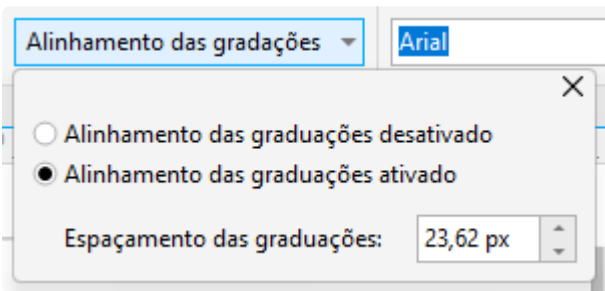 Alinhamento das gradações Arial
Alinhamento das graduações desativado
Alinhamento das graduações ativado
Espaçamento das graduações: 23,62 px